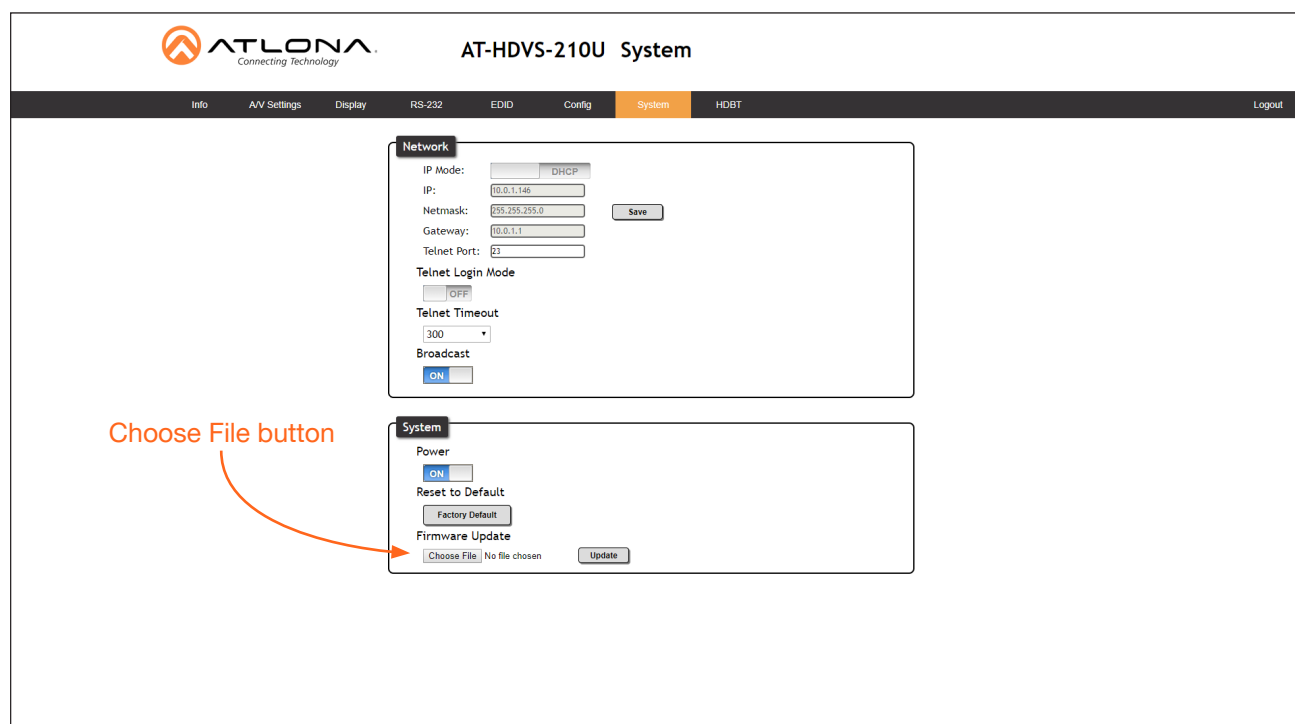 ATLONA.
Connecting Technology
AT-HDVS-210U System
Info A/V Settings Display RS-232 EDID Config System HDBT Logout
Network
IP Mode: DHCP
IP: 10.0.1.146
Netmask: 255.255.255.0 Save
Gateway: 10.0.1.1
Telnet Port: 23
Telnet Login Mode
OFF
Telnet Timeout
300
Broadcast
ON
Choose File button
System
Power
ON
Reset to Default
Factory Default
Firmware Update
Choose File No file chosen Update